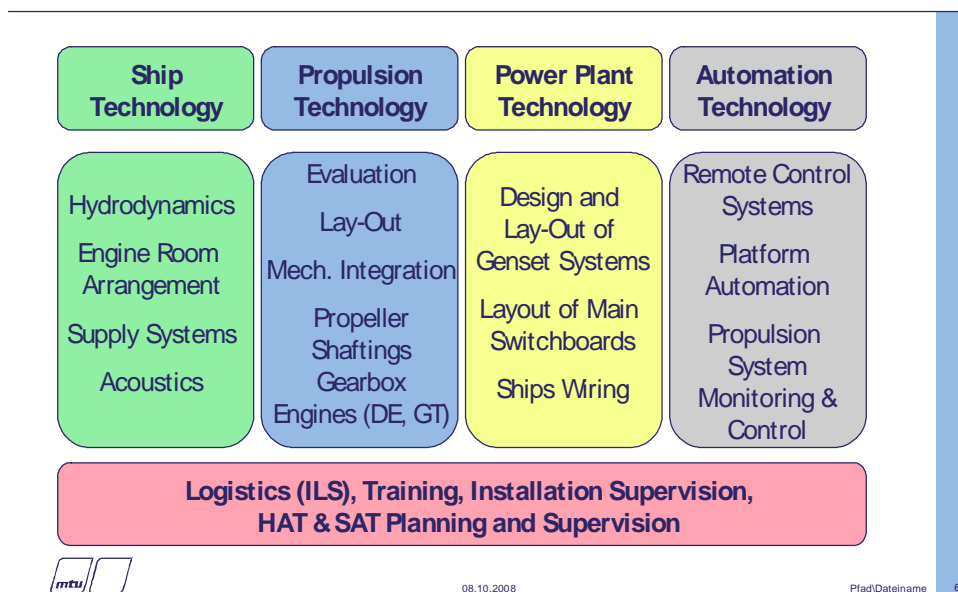 Ship
Technology
Propulsion
Technology
Power Plant
Technology
Automation
Technology
Hydrodynamics
Engine Room
Arrangement
Supply Systems
Acoustics
Evaluation
Lay-Out
Mech. Integration
Propeller
Shaftings
Gearbox
Engines (DE, GT)
Design and
Lay-Out of
Genset Systems
Layout of Main
Switchboards
Ships Wiring
Remote Control
Systems
Platform
Automation
Propulsion
System
Monitoring &
Control
Logistics (ILS), Training, Installation Supervision,
HAT & SAT Planning and Supervision
mtu
08.10.2008
Pfad\Dateiname
6